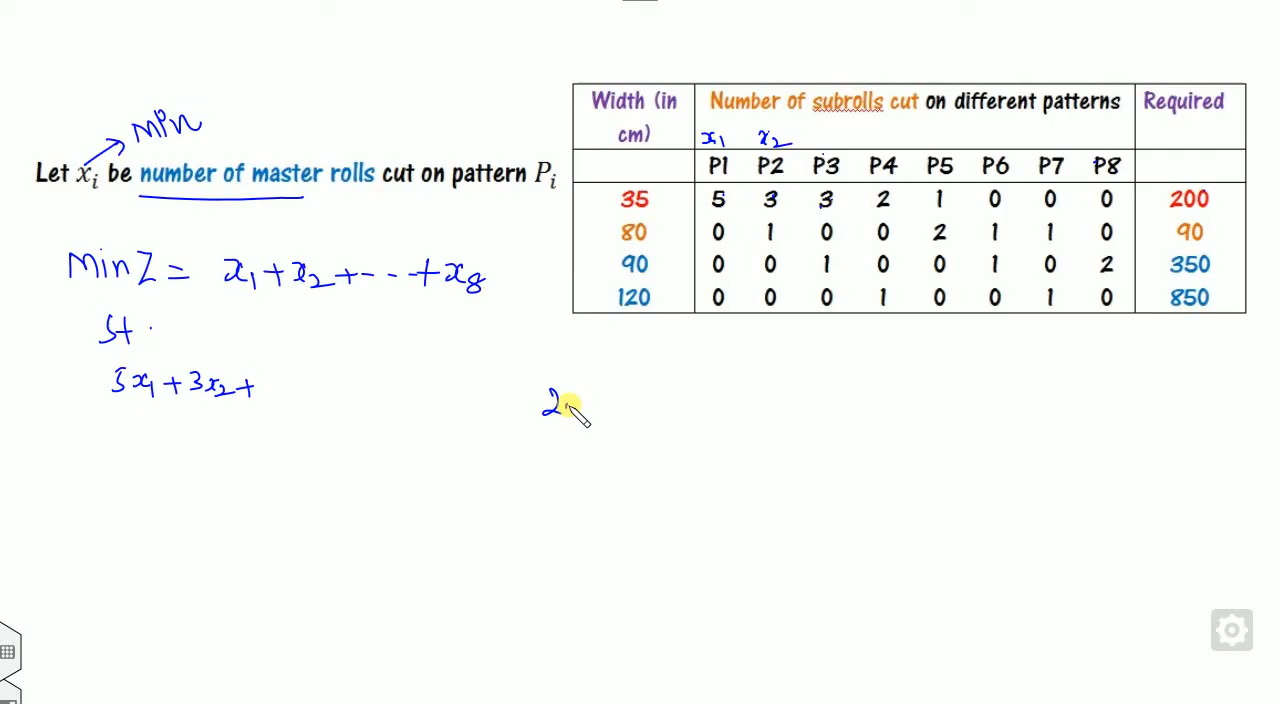 Min
Let xᵢ be number of master rolls cut on pattern Pᵢ
Min Z = x₁ + x₂ + --- + x₈
St.
5x₁ + 3x₂ +
2
Width (in cm) Number of subrolls cut on different patterns Required
x₁ x₂
P1 P2 P3 P4 P5 P6 P7 P8
35 5 3 3 2 1 0 0 0 200
80 0 1 0 0 2 1 1 0 90
90 0 0 1 0 0 1 0 2 350
120 0 0 0 1 0 0 1 0 850